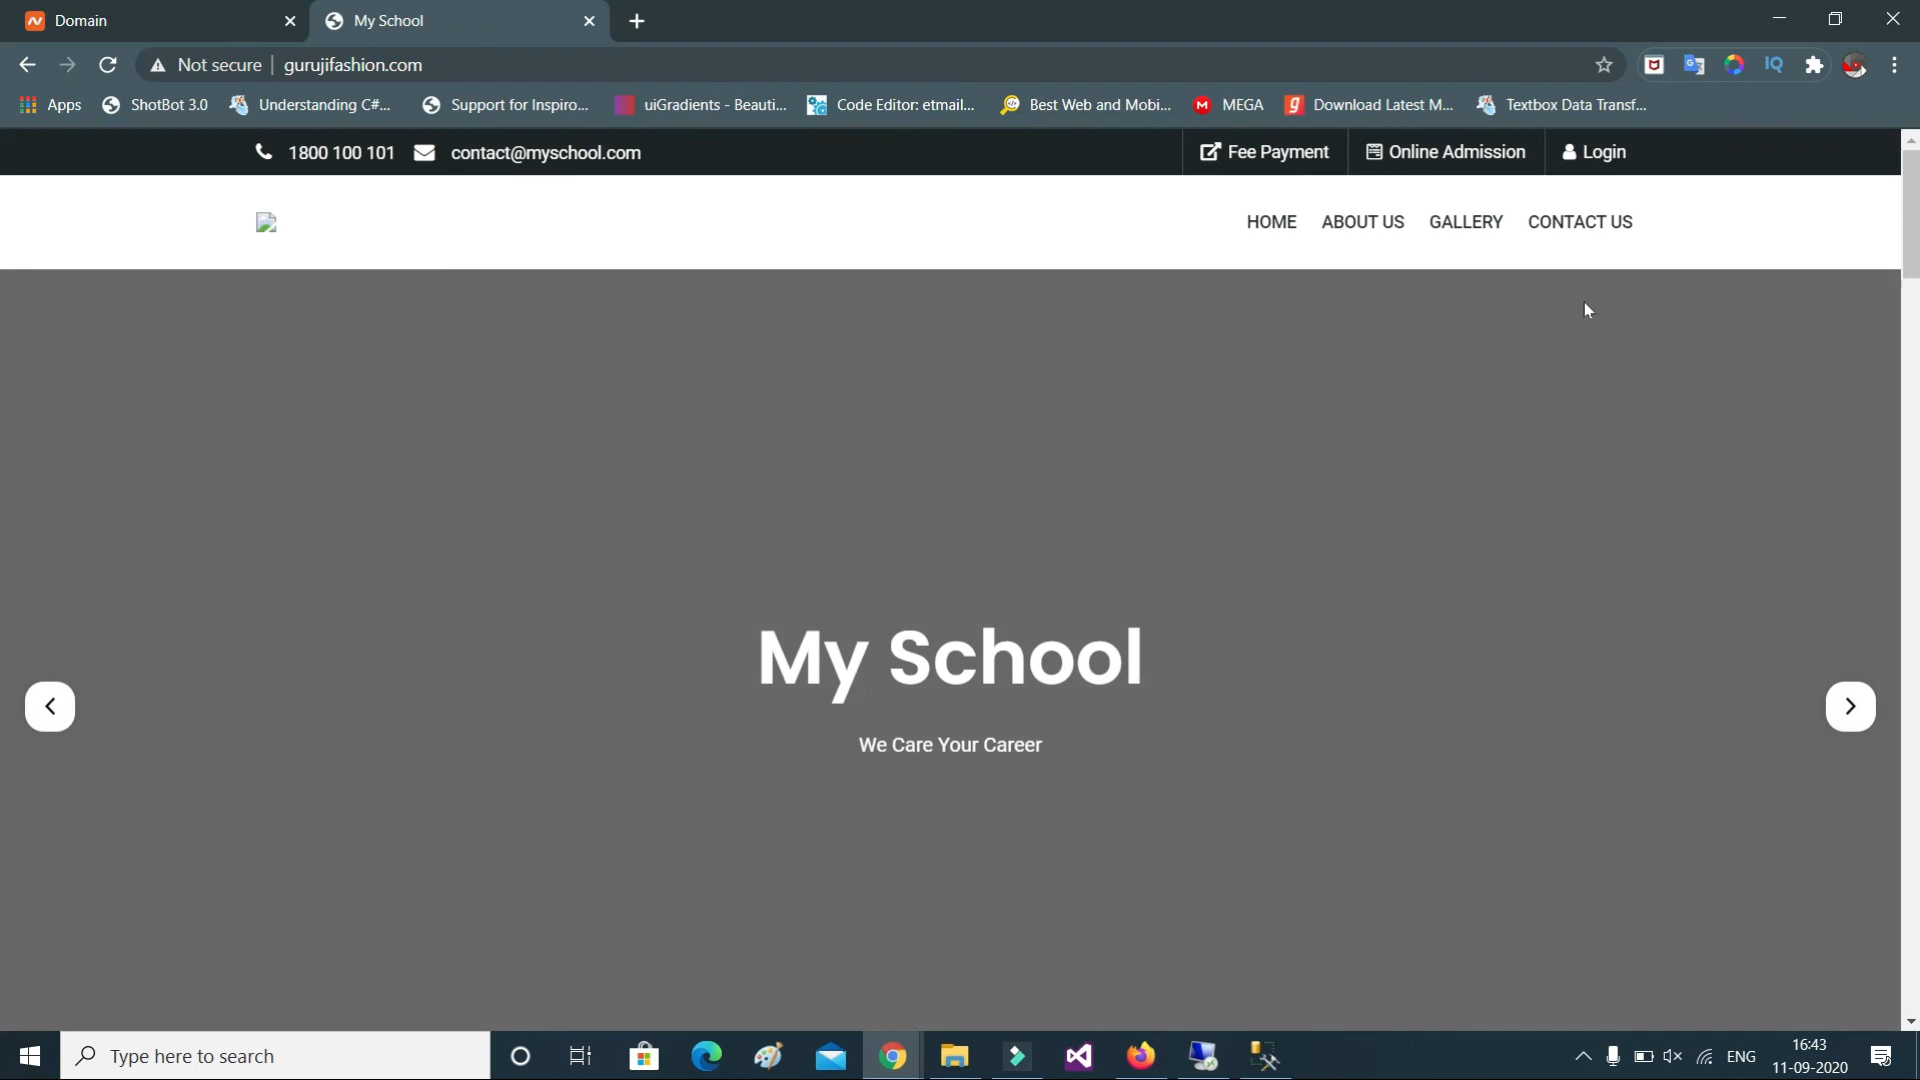 Domain
My School
Not secure
gurujifashion.com
Apps
ShotBot 3.0
Understanding C#...
Support for Inspiro...
uiGradients - Beauti...
Code Editor: etmail...
Best Web and Mobi...
MEGA
Download Latest M...
Textbox Data Transf...
1800 100 101
contact@myschool.com
Fee Payment
Online Admission
Login
HOME
ABOUT US
GALLERY
CONTACT US
My School
We Care Your Career
Type here to search
ENG
16:43
11-09-2020